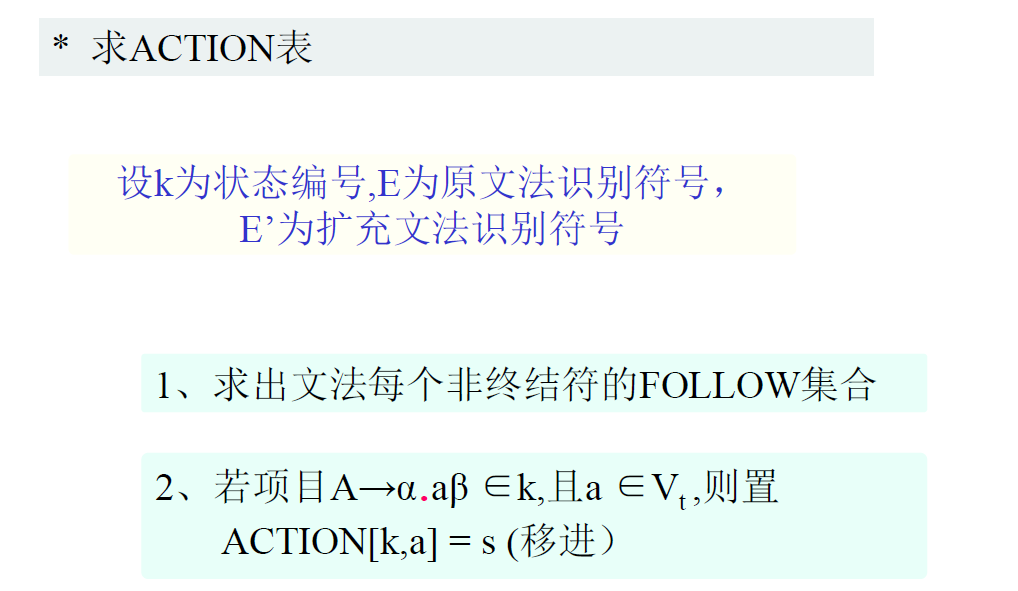 * 求ACTION表
设k为状态编号,E为原文法识别符号，
E’为扩充文法识别符号
1、求出文法每个非终结符的FOLLOW集合
2、若项目A→α.aβ ∈k,且a ∈Vt ,则置
ACTION[k,a] = s (移进）